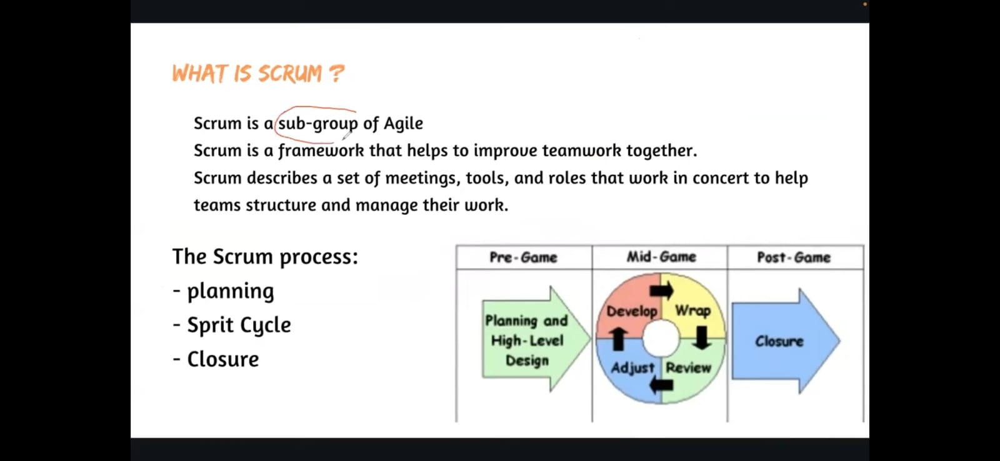 WHAT IS SCRUM ?
Scrum is a sub-group of Agile
Scrum is a framework that helps to improve teamwork together.
Scrum describes a set of meetings, tools, and roles that work in concert to help
teams structure and manage their work.
The Scrum process:
- planning
- Sprit Cycle
- Closure
Pre-Game
Mid-Game
Post-Game
Planning and
High-Level
Design
Develop
Wrap
Adjust
Review
Closure